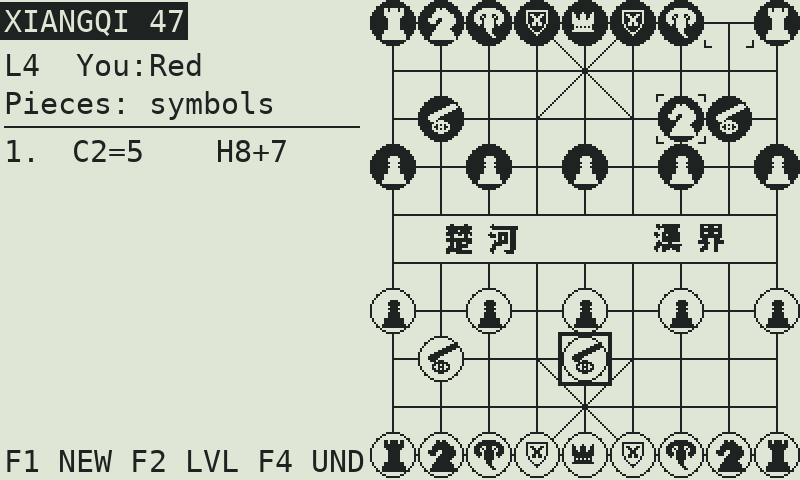 XIANGQI 47
L4  You:Red
Pieces: symbols
1.  C2=5    H8+7
楚 河    漢 界
F1 NEW F2 LVL F4 UND